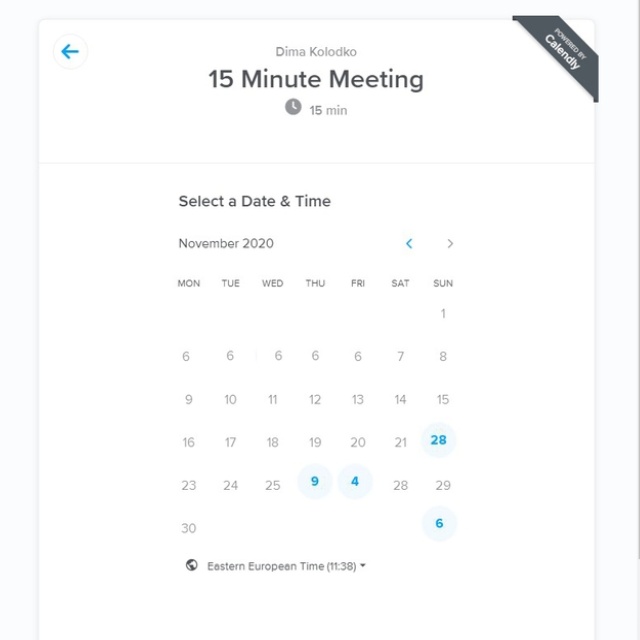 POWERED BY
Calendly
Dima Kolodko
15 Minute Meeting
15 min
Select a Date & Time
November 2020
MON TUE WED THU FRI SAT SUN
1
6 6 6 6 6 7 8
9 10 11 12 13 14 15
16 17 18 19 20 21 28
23 24 25 9 4 28 29
30 6
Eastern European Time (11:38)